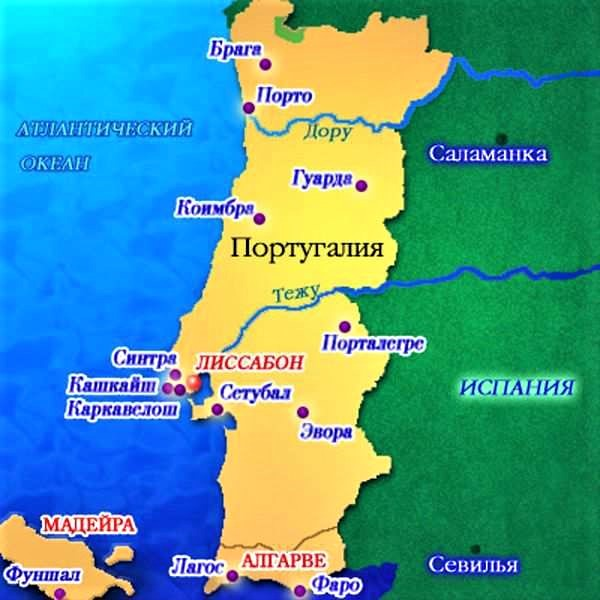 Брага
Порто
АТЛАНТИЧЕСКИЙ
ОКЕАН
Дору
Саламанка
Гуарда
Коимбра
Португалия
Тежу
Порталегре
Синтра
ЛИССАБОН
Кашкайш
Каркавелош
Сетубал
ИСПАНИЯ
Эвора
МАДЕЙРА
Фуншал
Лагос
АЛГАРВЕ
Фаро
Севилья